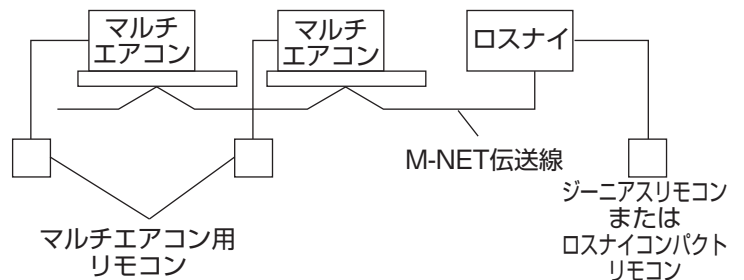 マルチ
エアコン
マルチ
エアコン
ロスナイ
M-NET伝送線
マルチエアコン用
リモコン
ジーニアスリモコン
または
ロスナイコンパクト
リモコン